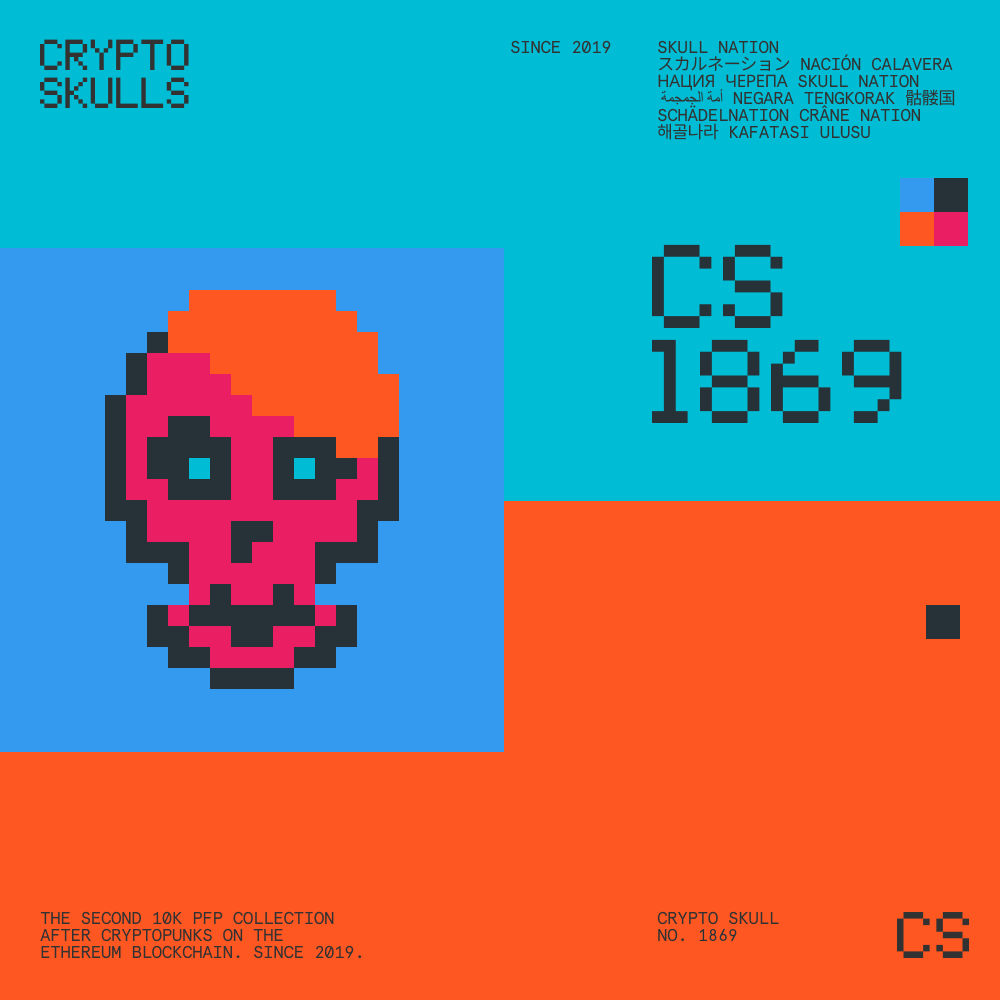 CRYPTO
SKULLS
SINCE 2019
SKULL NATION
スカルネーション NACIÓN CALAVERA
НАЦИЯ ЧЕРЕПА SKULL NATION
أمة الجمجمة NEGARA TENGKORAK 骷髅国
SCHÄDELNATION CRÂNE NATION
해골나라 KAFATASI ULUSU
CS
1869
THE SECOND 10K PFP COLLECTION
AFTER CRYPTOPUNKS ON THE
ETHEREUM BLOCKCHAIN. SINCE 2019.
CRYPTO SKULL
NO. 1869
CS